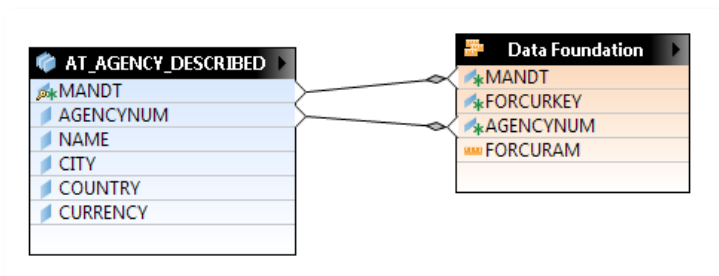 AT_AGENCY_DESCRIBED
MANDT
AGENCYNUM
NAME
CITY
COUNTRY
CURRENCY
Data Foundation
MANDT
FORCURKEY
AGENCYNUM
FORCURAM